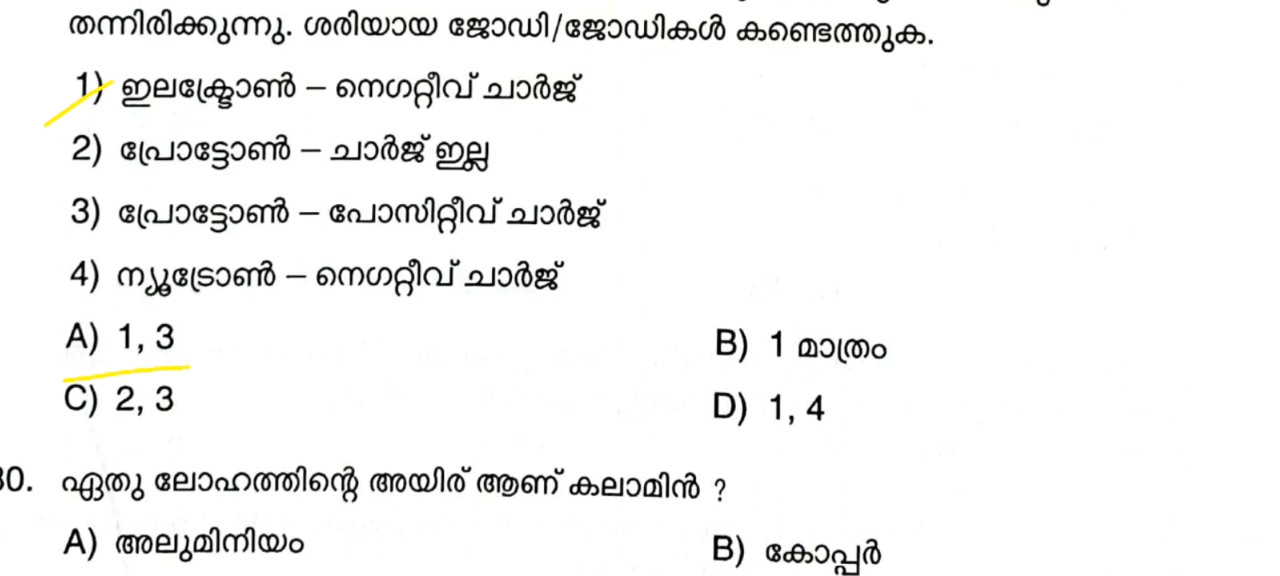 തന്നിരിക്കുന്നു. ശരിയായ ജോഡി/ജോഡികൾ കണ്ടെത്തുക.
1) ഇലക്ട്രോൺ – നെഗറ്റീവ് ചാർജ്
2) പ്രോട്ടോൺ – ചാർജ് ഇല്ല
3) പ്രോട്ടോൺ – പോസിറ്റീവ് ചാർജ്
4) ന്യൂട്രോൺ – നെഗറ്റീവ് ചാർജ്
A) 1, 3 B) 1 മാത്രം
C) 2, 3 D) 1, 4
30. ഏതു ലോഹത്തിന്റെ അയിര് ആണ് കലാമിൻ ?
A) അലുമിനിയം B) കോപ്പർ